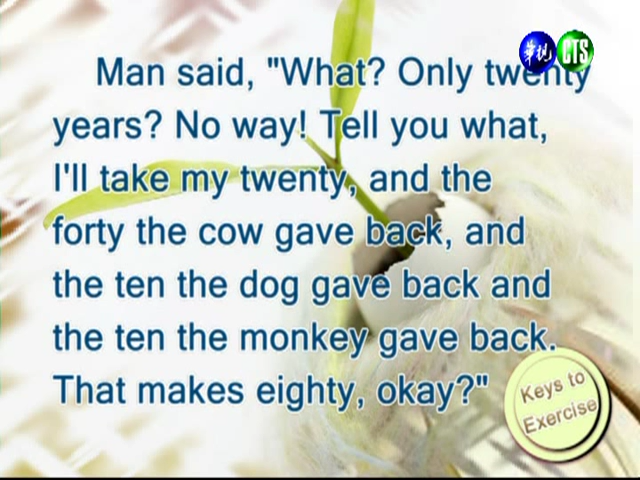 華視 CTS
Man said, "What? Only twenty
years? No way! Tell you what,
I'll take my twenty, and the
forty the cow gave back, and
the ten the dog gave back and
the ten the monkey gave back.
That makes eighty, okay?"
Keys to
Exercise